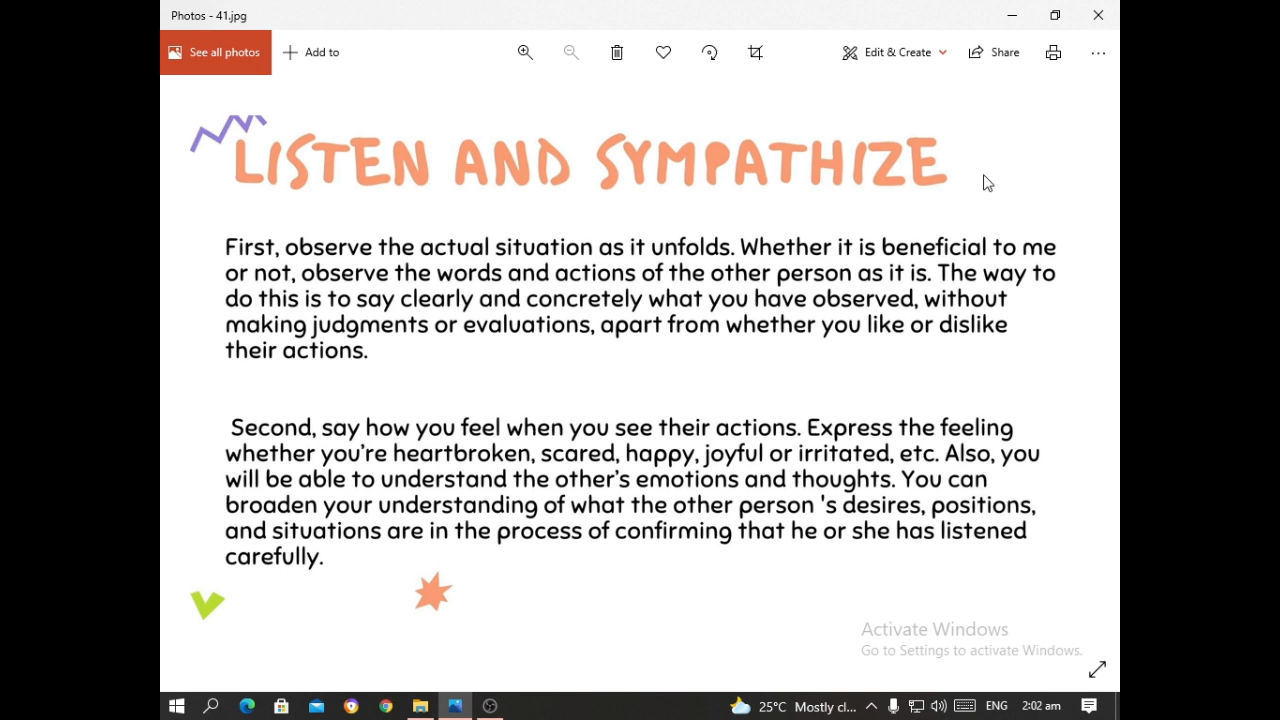 Photos - 41.jpg
See all photos
Add to
Edit & Create
Share
LISTEN AND SYMPATHIZE
First, observe the actual situation as it unfolds. Whether it is beneficial to me
or not, observe the words and actions of the other person as it is. The way to
do this is to say clearly and concretely what you have observed, without
making judgments or evaluations, apart from whether you like or dislike
their actions.
Second, say how you feel when you see their actions. Express the feeling
whether you're heartbroken, scared, happy, joyful or irritated, etc. Also, you
will be able to understand the other's emotions and thoughts. You can
broaden your understanding of what the other person 's desires, positions,
and situations are in the process of confirming that he or she has listened
carefully.
Activate Windows
Go to Settings to activate Windows.
25°C Mostly cl...
ENG
2:02 am